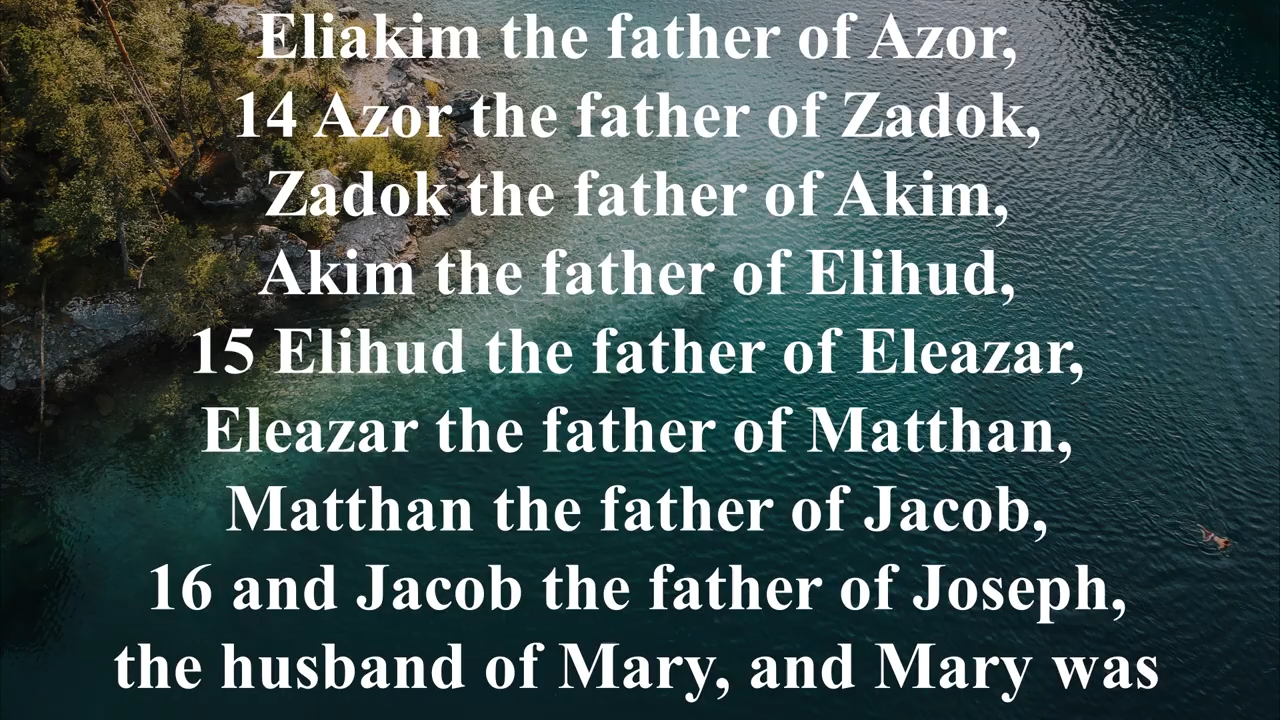 Eliakim the father of Azor,
14 Azor the father of Zadok,
Zadok the father of Akim,
Akim the father of Elihud,
15 Elihud the father of Eleazar,
Eleazar the father of Matthan,
Matthan the father of Jacob,
16 and Jacob the father of Joseph,
the husband of Mary, and Mary was